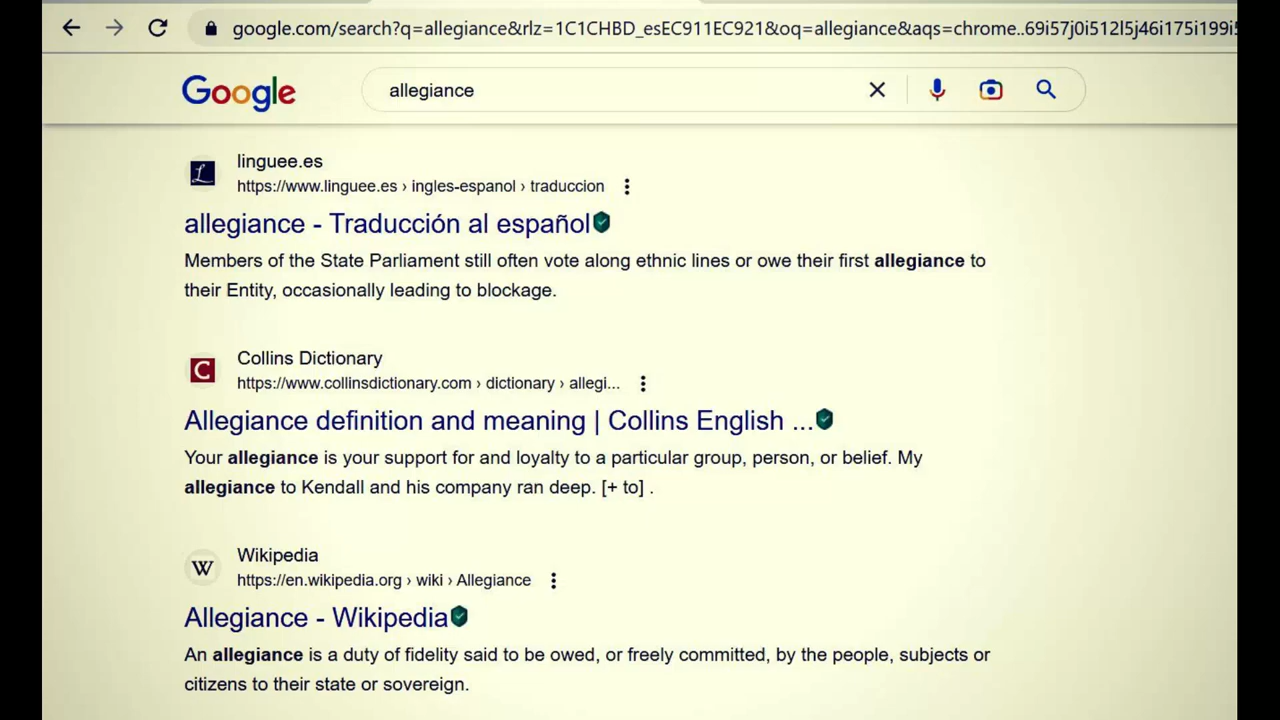 google.com/search?q=allegiance&rlz=1C1CHBD_esEC911EC921&oq=allegiance&aqs=chrome..69i57j0i512l5j46i175i199i5
Google
allegiance
linguee.es
https://www.linguee.es › ingles-espanol › traduccion
allegiance - Traducción al español
Members of the State Parliament still often vote along ethnic lines or owe their first allegiance to
their Entity, occasionally leading to blockage.
C
Collins Dictionary
https://www.collinsdictionary.com › dictionary › allegi...
Allegiance definition and meaning | Collins English ...
Your allegiance is your support for and loyalty to a particular group, person, or belief. My
allegiance to Kendall and his company ran deep. [+ to] .
W
Wikipedia
https://en.wikipedia.org › wiki › Allegiance
Allegiance - Wikipedia
An allegiance is a duty of fidelity said to be owed, or freely committed, by the people, subjects or
citizens to their state or sovereign.